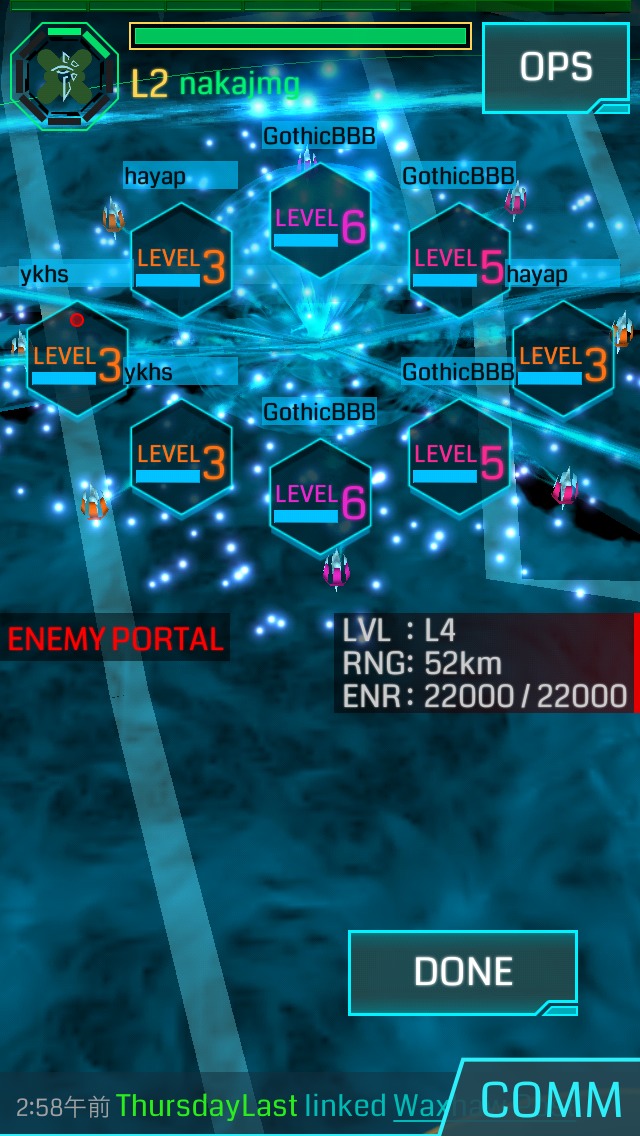 L2 nakajmg
OPS
GothicBBB
hayap
GothicBBB
LEVEL 6
LEVEL 3
LEVEL 5
ykhs
hayap
LEVEL 3
LEVEL 3
ykhs
GothicBBB
GothicBBB
LEVEL 3
LEVEL 5
LEVEL 6
ENEMY PORTAL
LVL : L4
RNG: 52km
ENR: 22000 / 22000
DONE
2:58午前 ThursdayLast linked
COMM